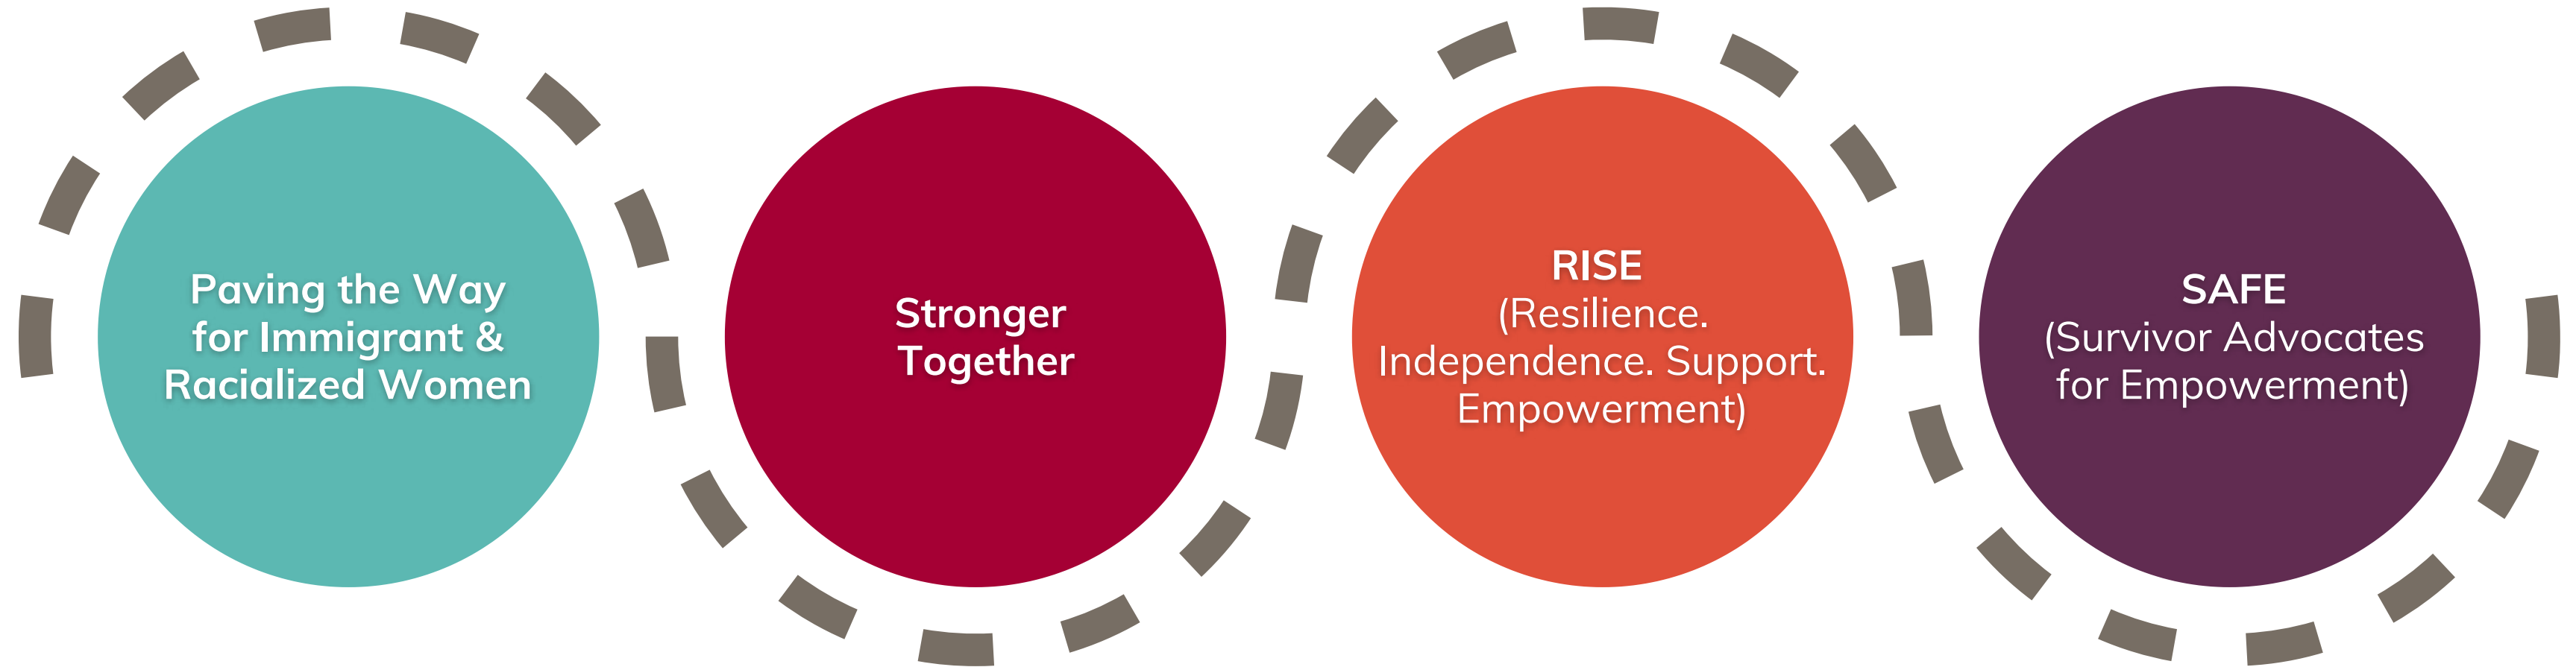 Paving the Way
for Immigrant &
Racialized Women
Stronger
Together
RISE
(Resilience.
Independence. Support.
Empowerment)
SAFE
(Survivor Advocates
for Empowerment)